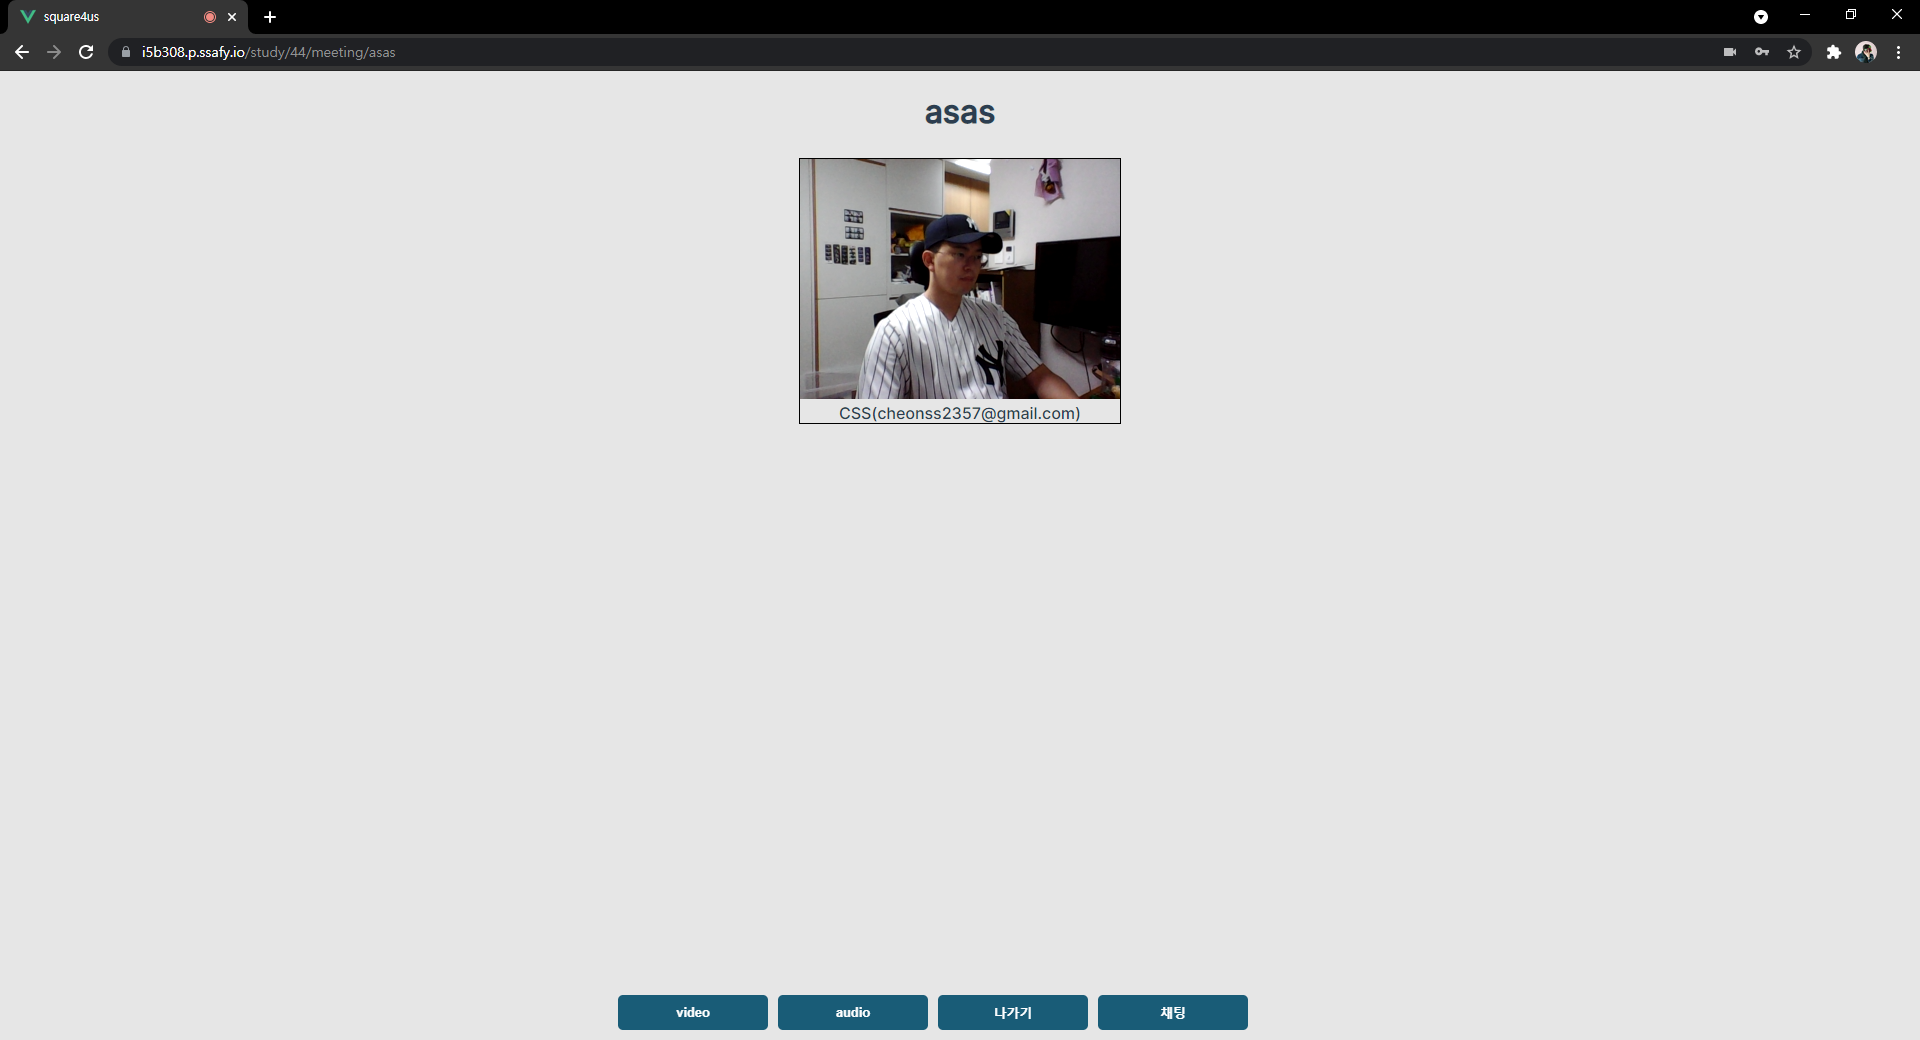 square4us
i5b308.p.ssafy.io/study/44/meeting/asas
asas
NY
CSS(cheonss2357@gmail.com)
video
audio
나가기
채팅